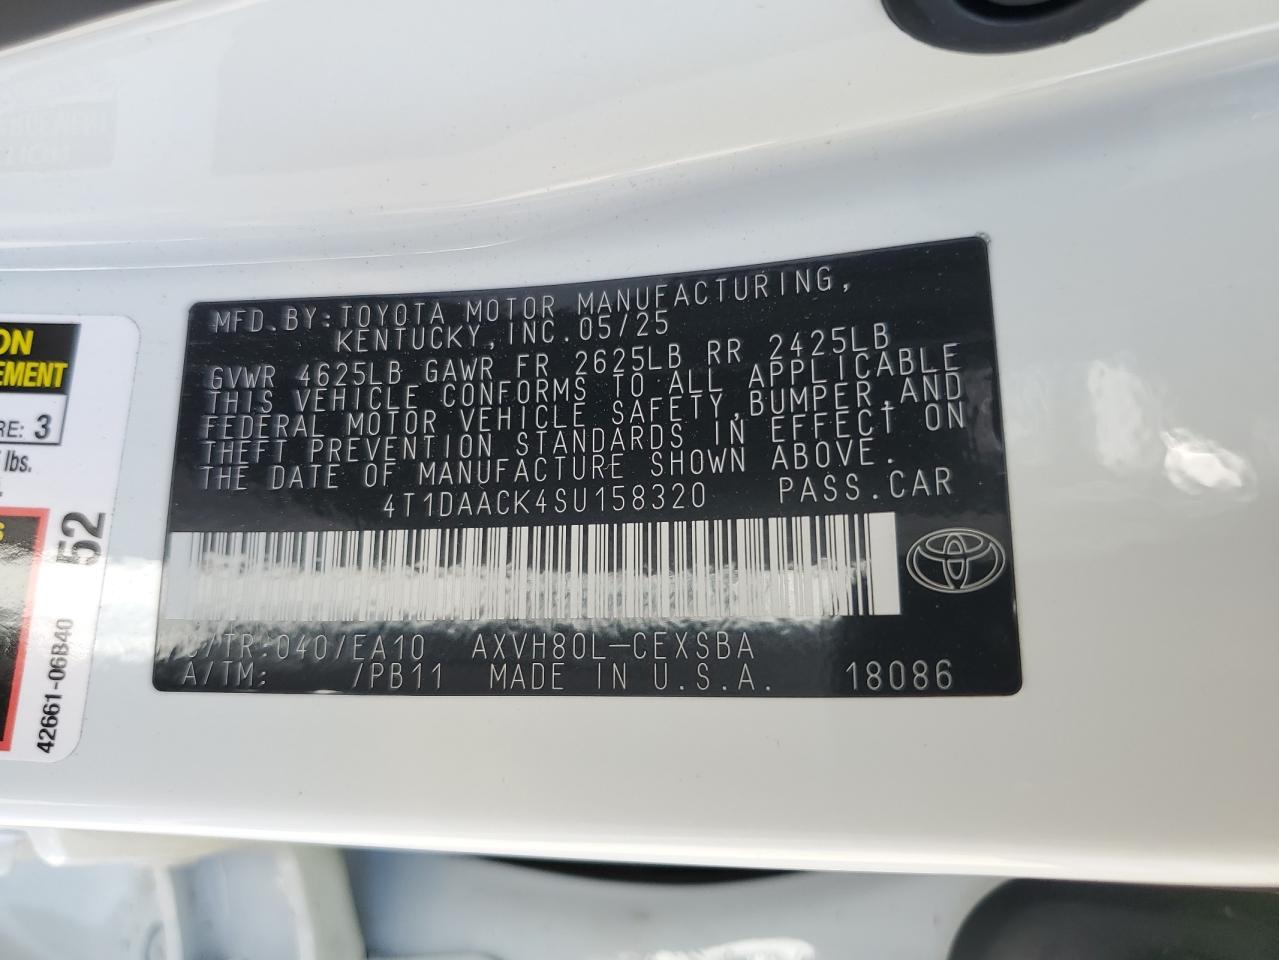 MFD.BY:TOYOTA MOTOR MANUFACTURING,
KENTUCKY,INC.05/25
GVWR 4625LB GAWR FR 2625LB RR 2425LB
THIS VEHICLE CONFORMS TO ALL APPLICABLE
FEDERAL MOTOR VEHICLE SAFETY,BUMPER,AND
THEFT PREVENTION STANDARDS IN EFFECT ON
THE DATE OF MANUFACTURE SHOWN ABOVE.
4T1DAACK4SU158320 PASS.CAR
/TR:040/EA10 AXVH80L-CEXSBA
A/TM: /PB11 MADE IN U.S.A. 18086
ON
EMENT
RE: 3
lbs.
52
42661-06B40